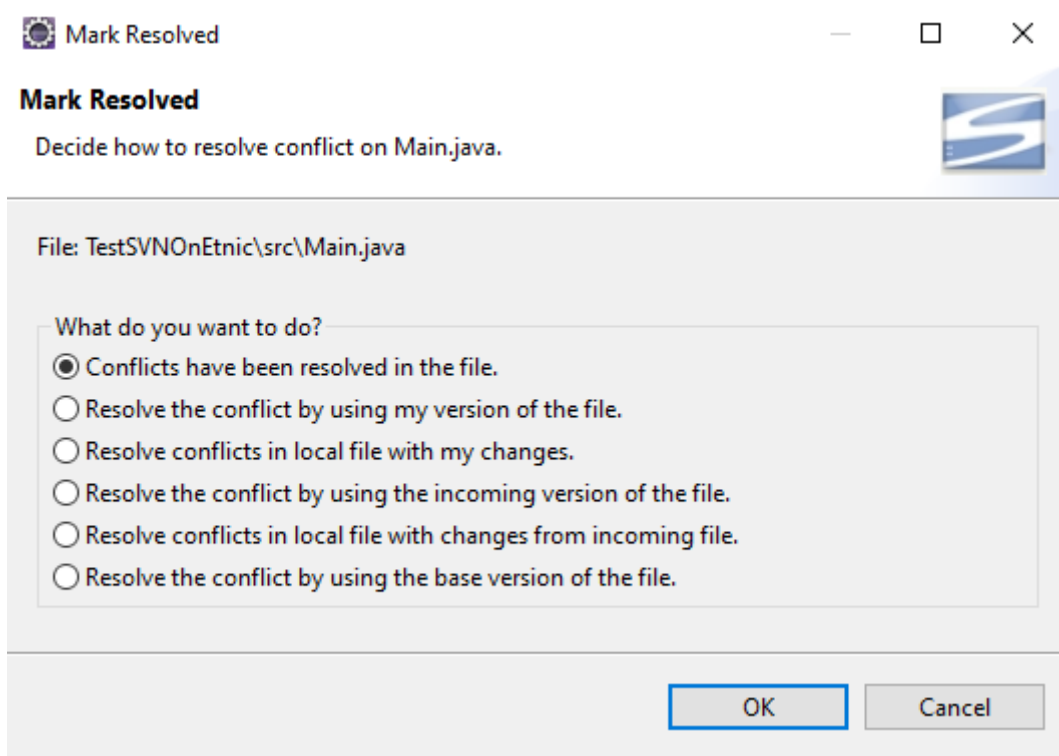 Mark Resolved
Mark Resolved
Decide how to resolve conflict on Main.java.
File: TestSVNOnEtnic\src\Main.java
What do you want to do?
Conflicts have been resolved in the file.
Resolve the conflict by using my version of the file.
Resolve conflicts in local file with my changes.
Resolve the conflict by using the incoming version of the file.
Resolve conflicts in local file with changes from incoming file.
Resolve the conflict by using the base version of the file.
OK Cancel